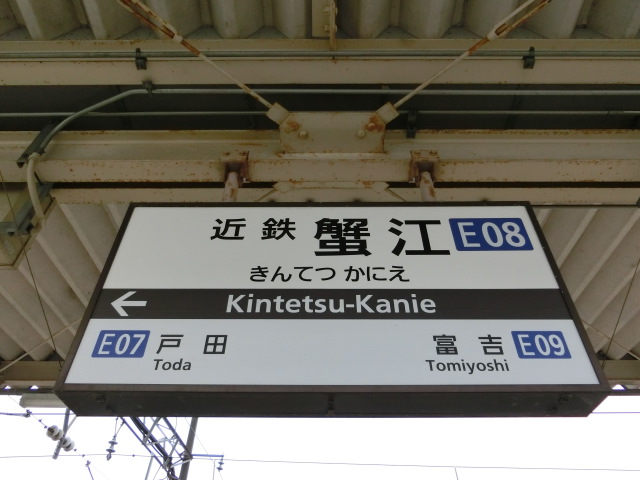 近鉄 蟹江 E08
きんてつ かにえ
← Kintetsu-Kanie
E07 戸田 富吉 E09
Toda Tomiyoshi